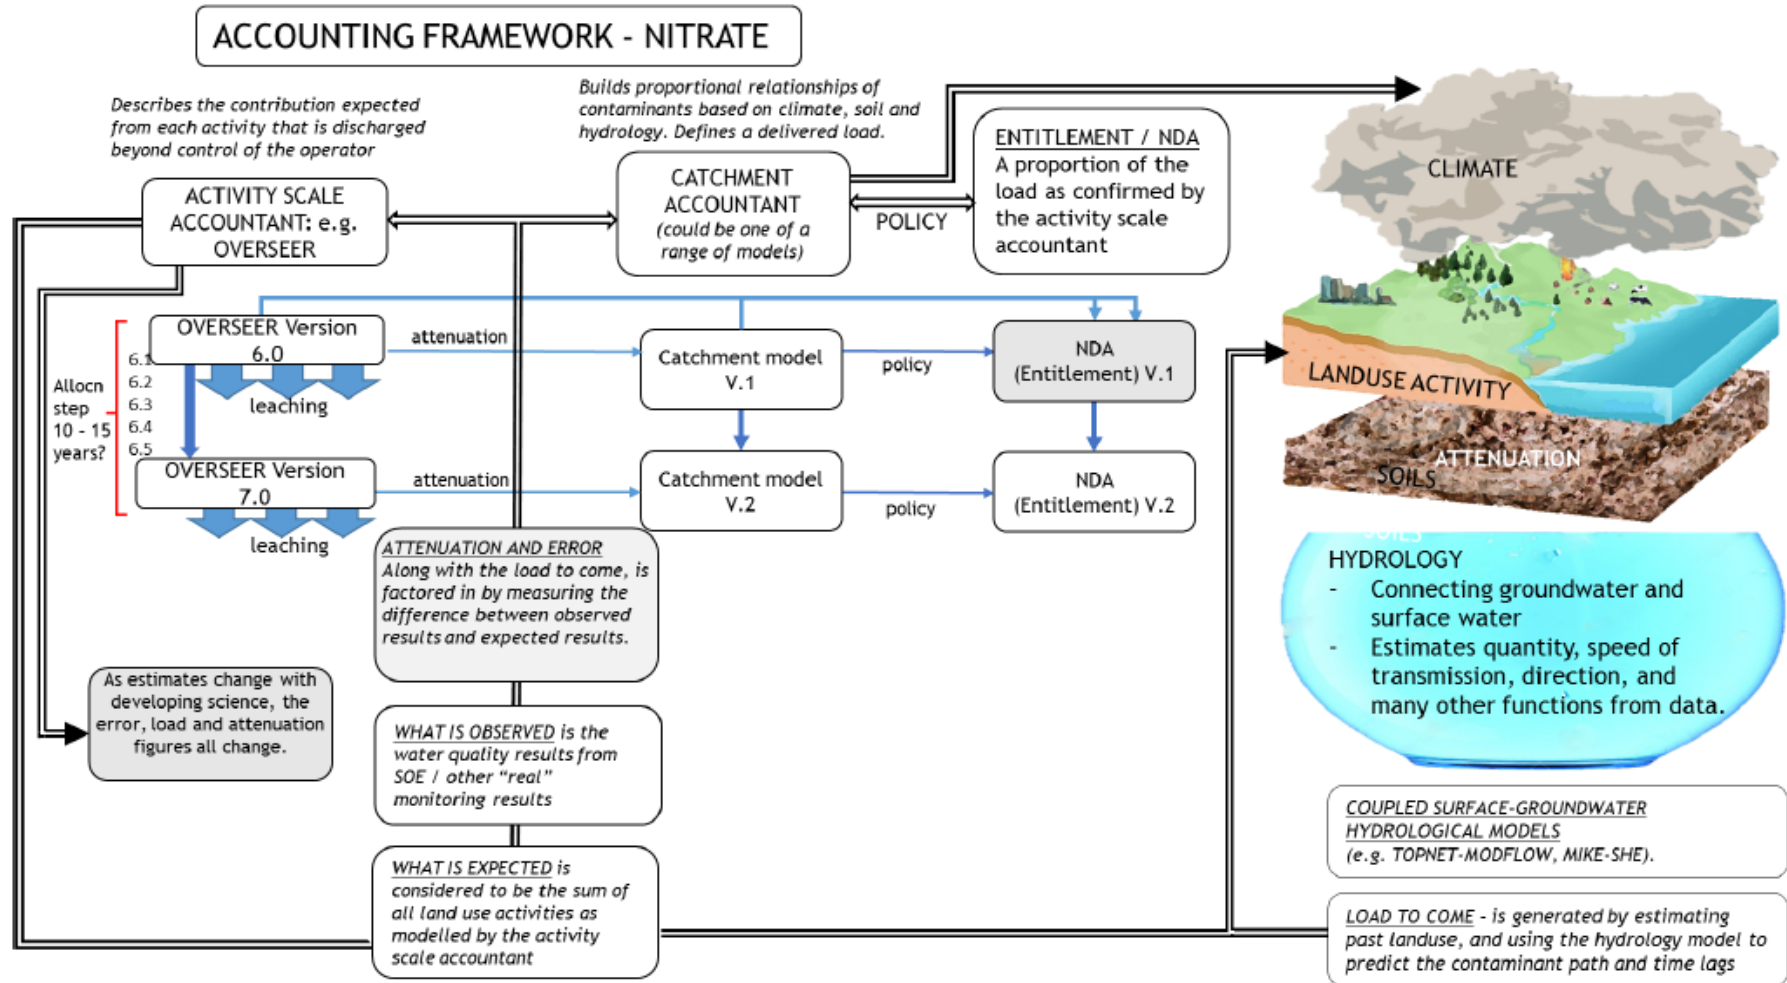 ACCOUNTING FRAMEWORK - NITRATE
Describes the contribution expected
from each activity that is discharged
beyond control of the operator
Builds proportional relationships of
contaminants based on climate, soil and
hydrology. Defines a delivered load.
ACTIVITY SCALE
ACCOUNTANT: e.g.
OVERSEER
CATCHMENT
ACCOUNTANT
(could be one of a
range of models)
POLICY
ENTITLEMENT / NDA
A proportion of the
load as confirmed by
the activity scale
accountant
CLIMATE
LANDUSE ACTIVITY
ATTENUATION
SOILS
OVERSEER Version
6.0
attenuation
Catchment model
V.1
policy
NDA
(Entitlement) V.1
leaching
Allocn
step
10 - 15
years?
6.1
6.2
6.3
6.4
6.5
OVERSEER Version
7.0
attenuation
Catchment model
V.2
policy
NDA
(Entitlement) V.2
leaching
ATTENUATION AND ERROR
Along with the load to come, is
factored in by measuring the
difference between observed
results and expected results.
As estimates change with
developing science, the
error, load and attenuation
figures all change.
WHAT IS OBSERVED is the
water quality results from
SOE / other “real”
monitoring results
WHAT IS EXPECTED is
considered to be the sum of
all land use activities as
modelled by the activity
scale accountant
SOILS
HYDROLOGY
- Connecting groundwater and
surface water
- Estimates quantity, speed of
transmission, direction, and
many other functions from data.
COUPLED SURFACE-GROUNDWATER
HYDROLOGICAL MODELS
(e.g. TOPNET-MODFLOW, MIKE-SHE).
LOAD TO COME - is generated by estimating
past landuse, and using the hydrology model to
predict the contaminant path and time lags